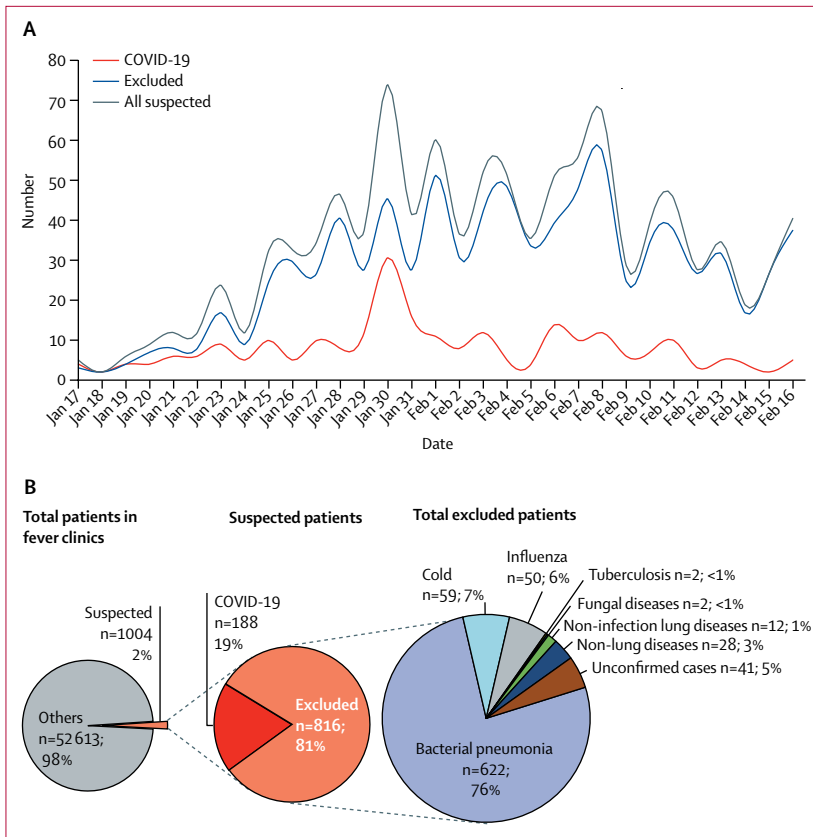 A
COVID-19
Excluded
All suspected
80
70
60
50
40
30
20
10
0
Number
Jan 17
Jan 18
Jan 19
Jan 20
Jan 21
Jan 22
Jan 23
Jan 24
Jan 25
Jan 26
Jan 27
Jan 28
Jan 29
Jan 30
Jan 31
Feb 1
Feb 2
Feb 3
Feb 4
Feb 5
Feb 6
Feb 7
Feb 8
Feb 9
Feb 10
Feb 11
Feb 12
Feb 13
Feb 14
Feb 15
Feb 16
Date
B
Total patients in
fever clinics
Suspected patients
Total excluded patients
Suspected
n=1004
2%
Others
n=52 613;
98%
COVID-19
n=188
19%
Excluded
n=816;
81%
Cold
n=59; 7%
Influenza
n=50; 6%
Tuberculosis n=2; <1%
Fungal diseases n=2; <1%
Non-infection lung diseases n=12; 1%
Non-lung diseases n=28; 3%
Unconfirmed cases n=41; 5%
Bacterial pneumonia
n=622;
76%